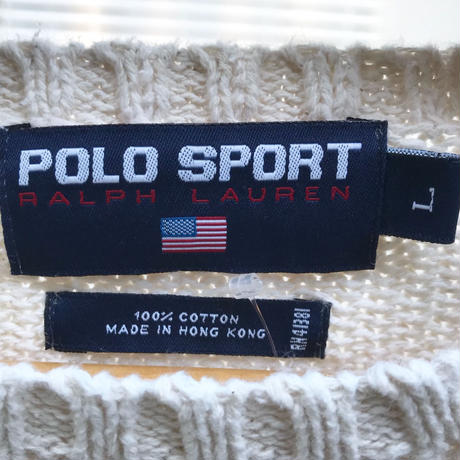 POLO SPORT
RALPH LAUREN
L
100% COTTON
MADE IN HONG KONG